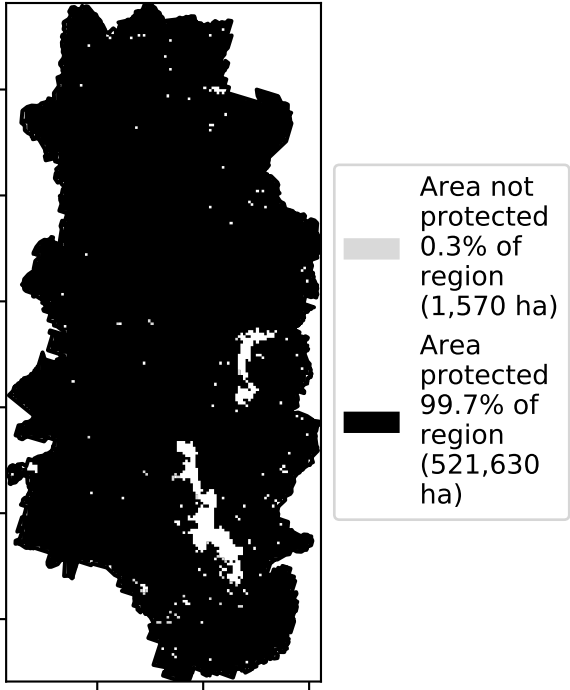 Area not
protected
0.3% of
region
(1,570 ha)
Area
protected
99.7% of
region
(521,630
ha)